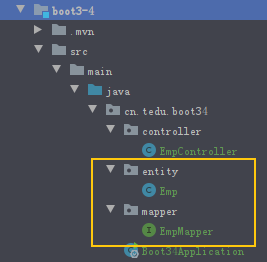 boot3-4
.mvn
src
main
java
cn.tedu.boot34
controller
EmpController
entity
Emp
mapper
EmpMapper
Boot34Application